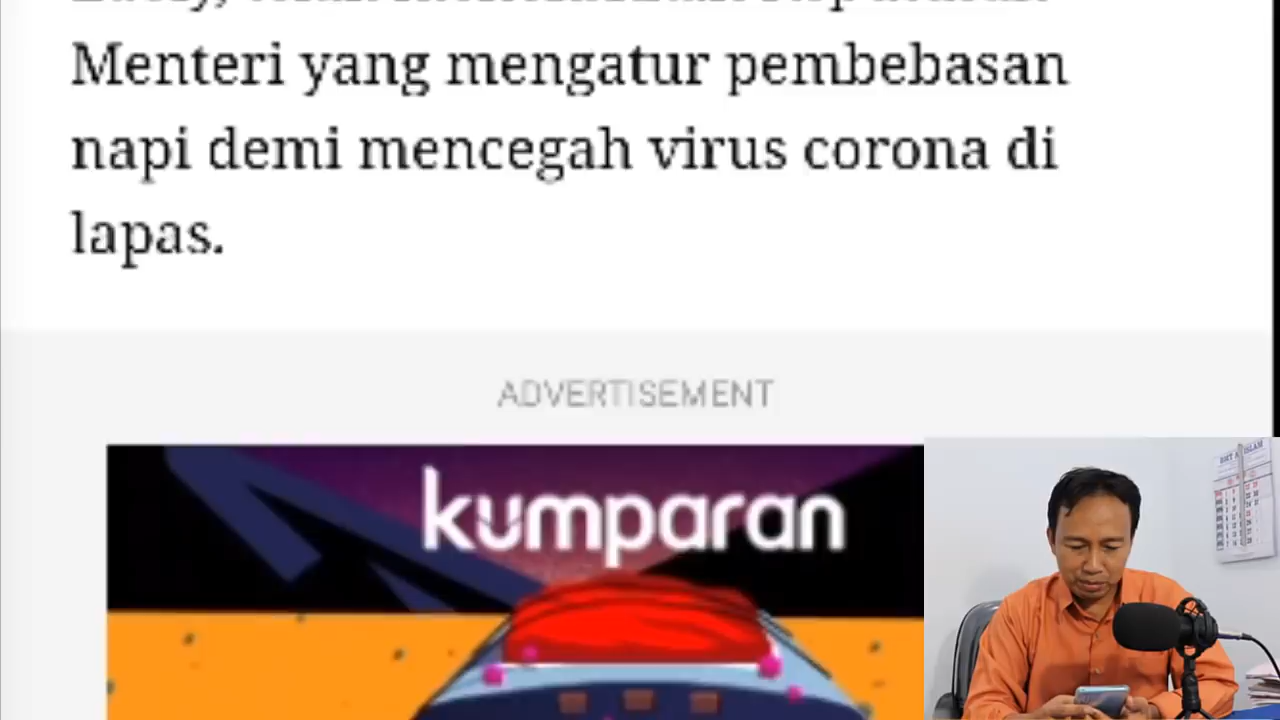 Menteri yang mengatur pembebasan
napi demi mencegah virus corona di
lapas.
ADVERTISEMENT
kumparan